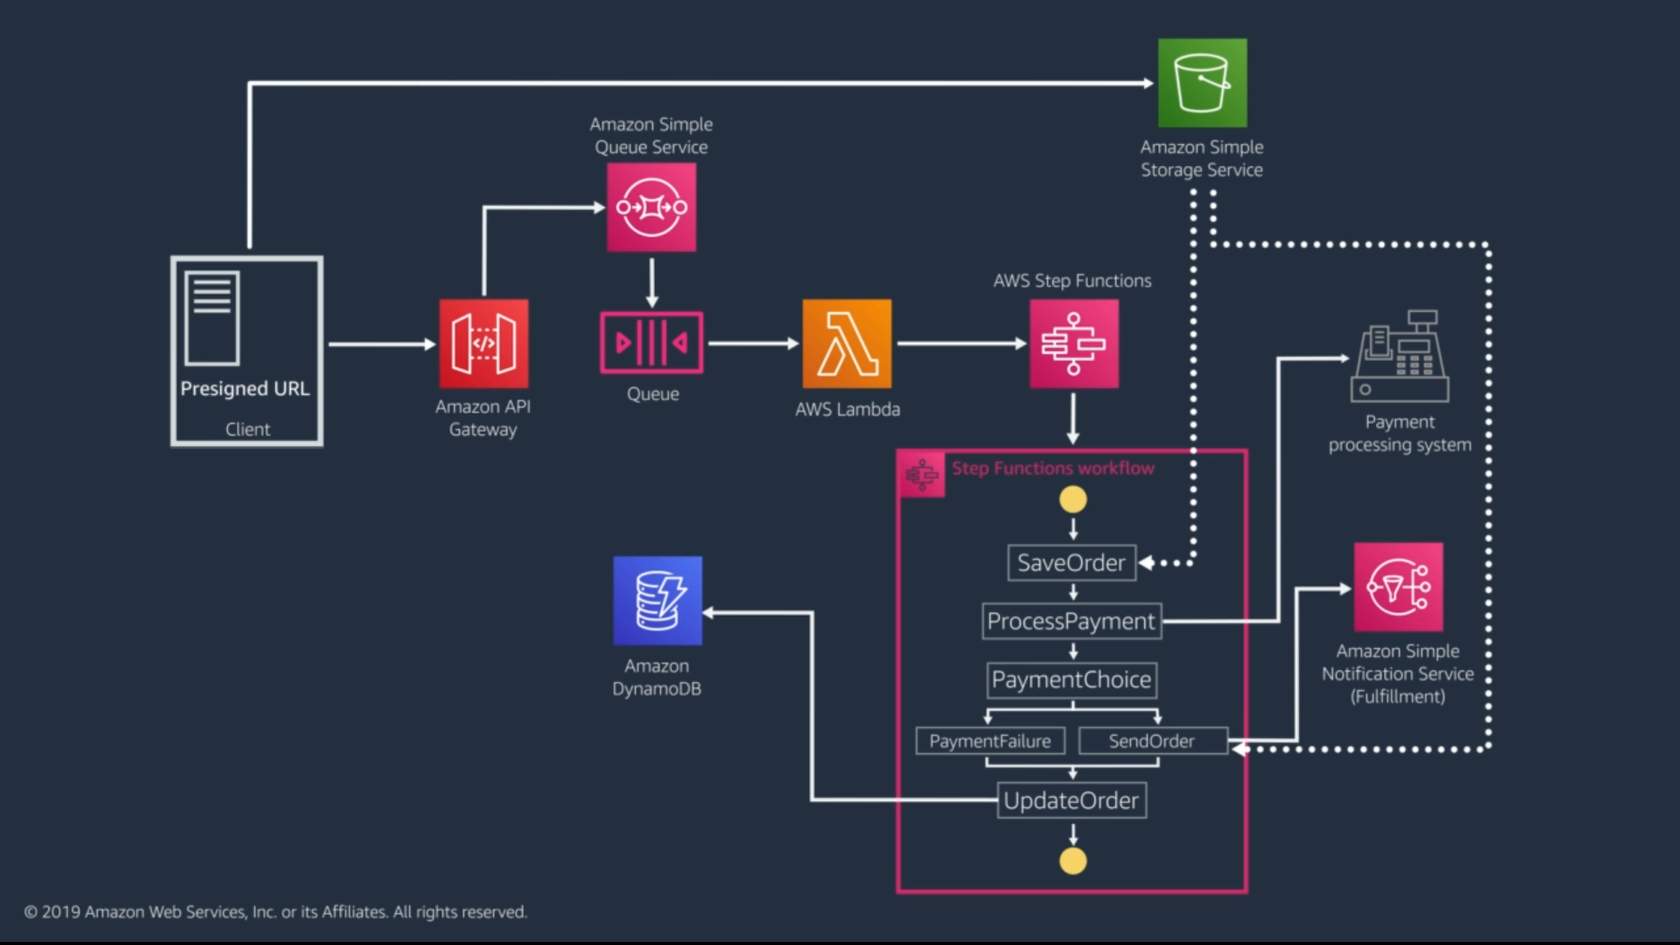 Amazon Simple
Storage Service
Amazon Simple
Queue Service
AWS Step Functions
Presigned URL
Client
Amazon API
Gateway
</>
Queue
AWS Lambda
Payment
processing system
Step Functions workflow
SaveOrder
ProcessPayment
PaymentChoice
PaymentFailure
SendOrder
UpdateOrder
Amazon
DynamoDB
Amazon Simple
Notification Service
(Fulfillment)
© 2019 Amazon Web Services, Inc. or its Affiliates. All rights reserved.